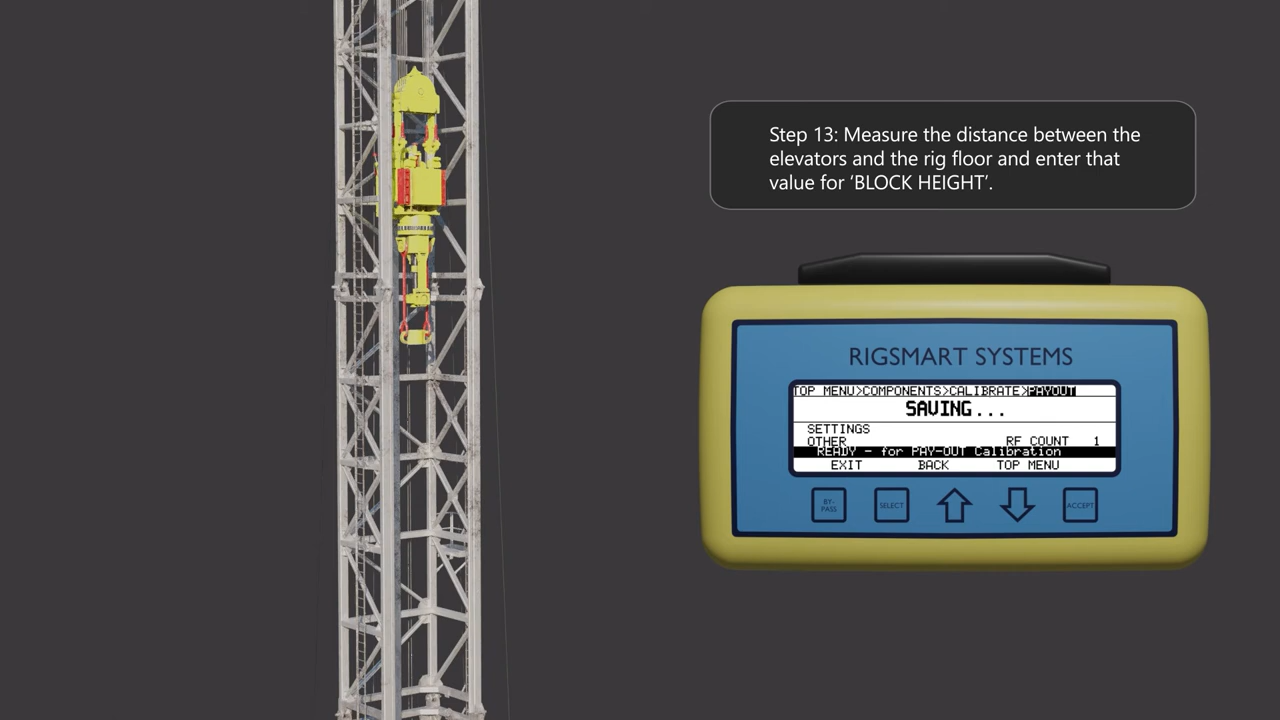 Step 13: Measure the distance between the
elevators and the rig floor and enter that
value for ‘BLOCK HEIGHT’.
RIGSMART SYSTEMS
TOP MENU>COMPONENTS>CALIBRATE>PAYOUT
SAVING...
SETTINGS
OTHER RF COUNT 1
READY - for PAY-OUT Calibration
EXIT BACK TOP MENU
BY-
PASS
SELECT
ACCEPT